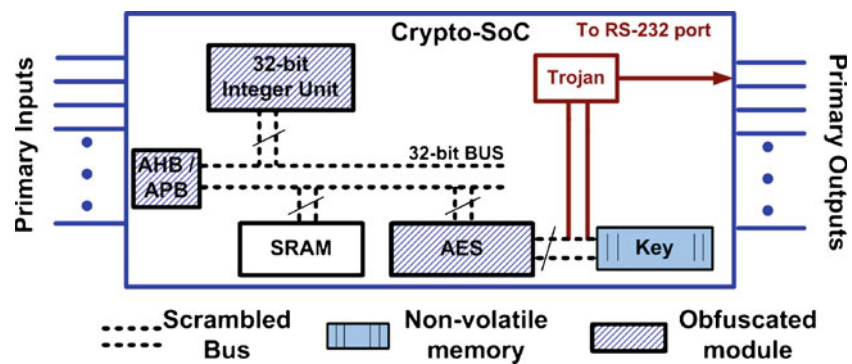 Crypto-SoC
To RS-232 port
32-bit
Integer Unit
Trojan
Primary Inputs
Primary Outputs
AHB /
APB
32-bit BUS
SRAM
AES
Key
Scrambled
Bus
Non-volatile
memory
Obfuscated
module